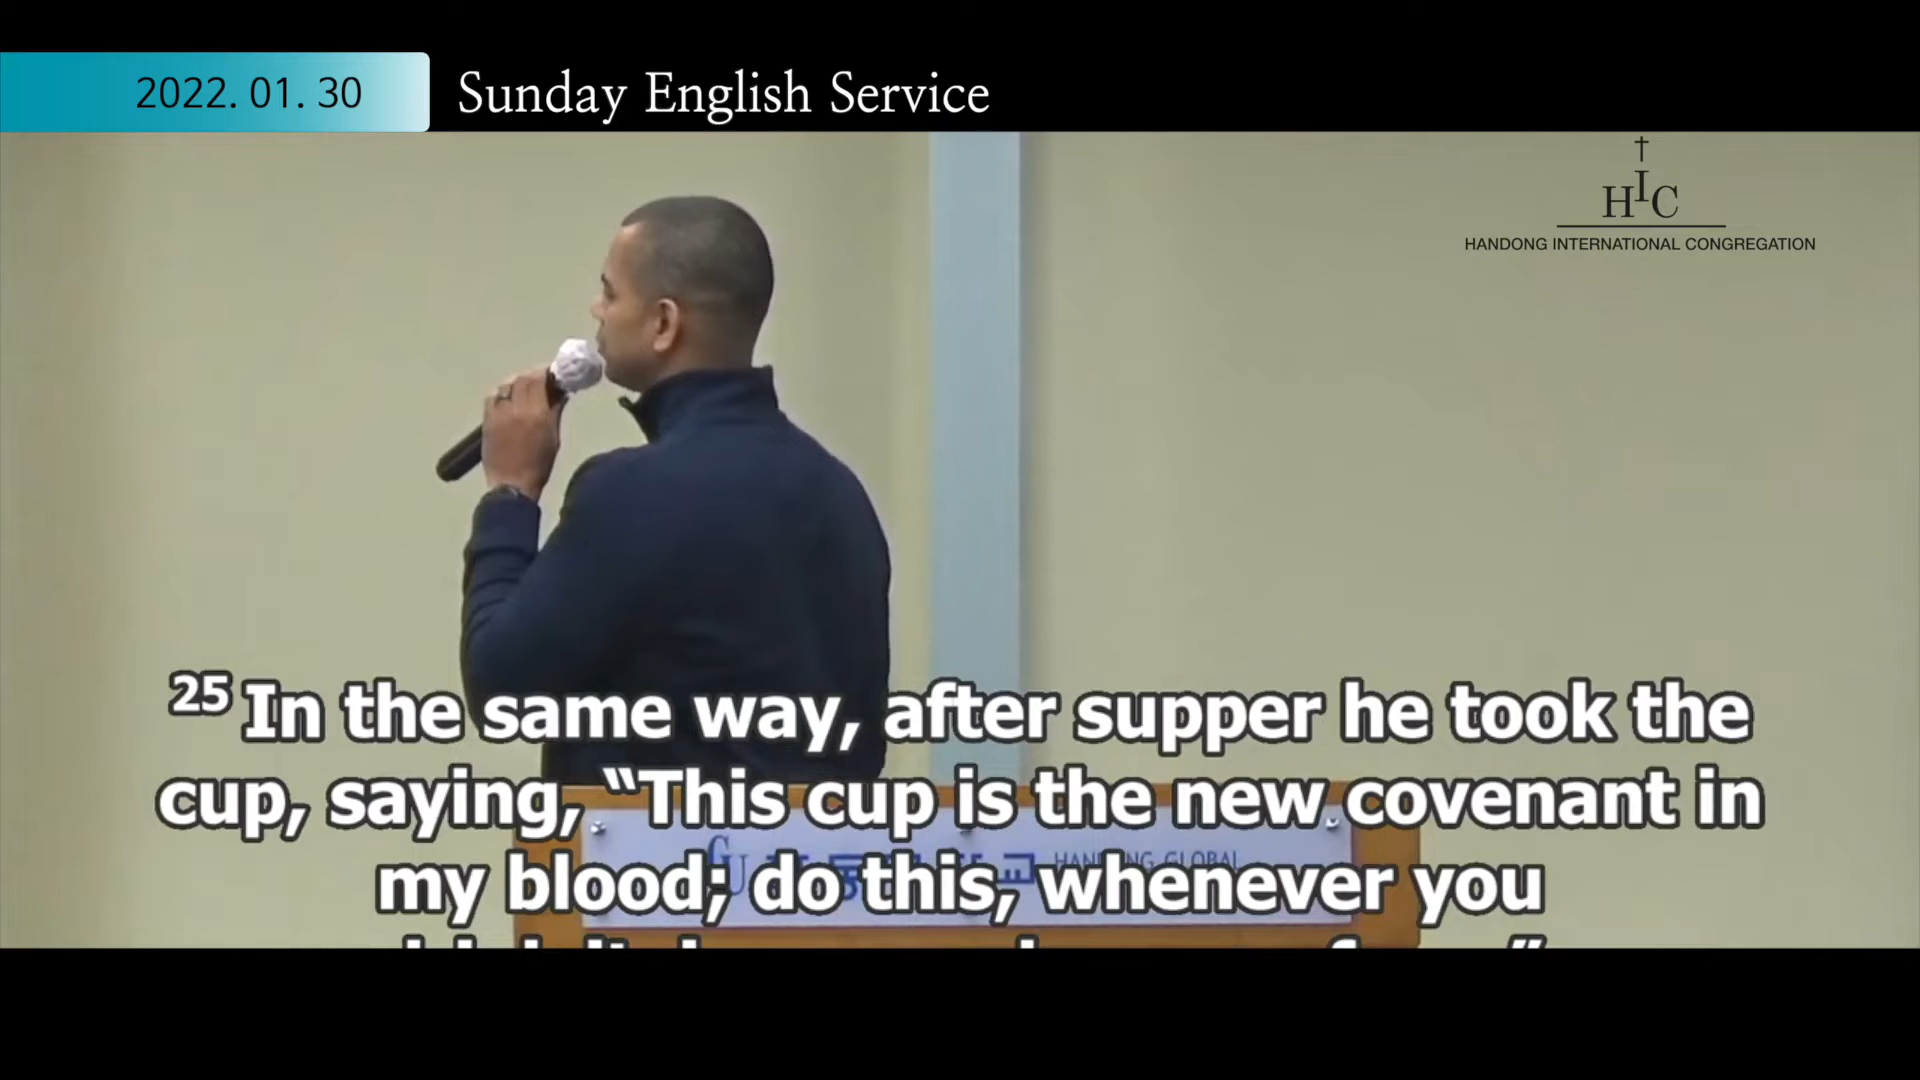 2022. 01. 30
Sunday English Service
HIC
HANDONG INTERNATIONAL CONGREGATION
25 In the same way, after supper he took the
cup, saying, “This cup is the new covenant in
my blood; do this, whenever you
HANDONG GLOBAL